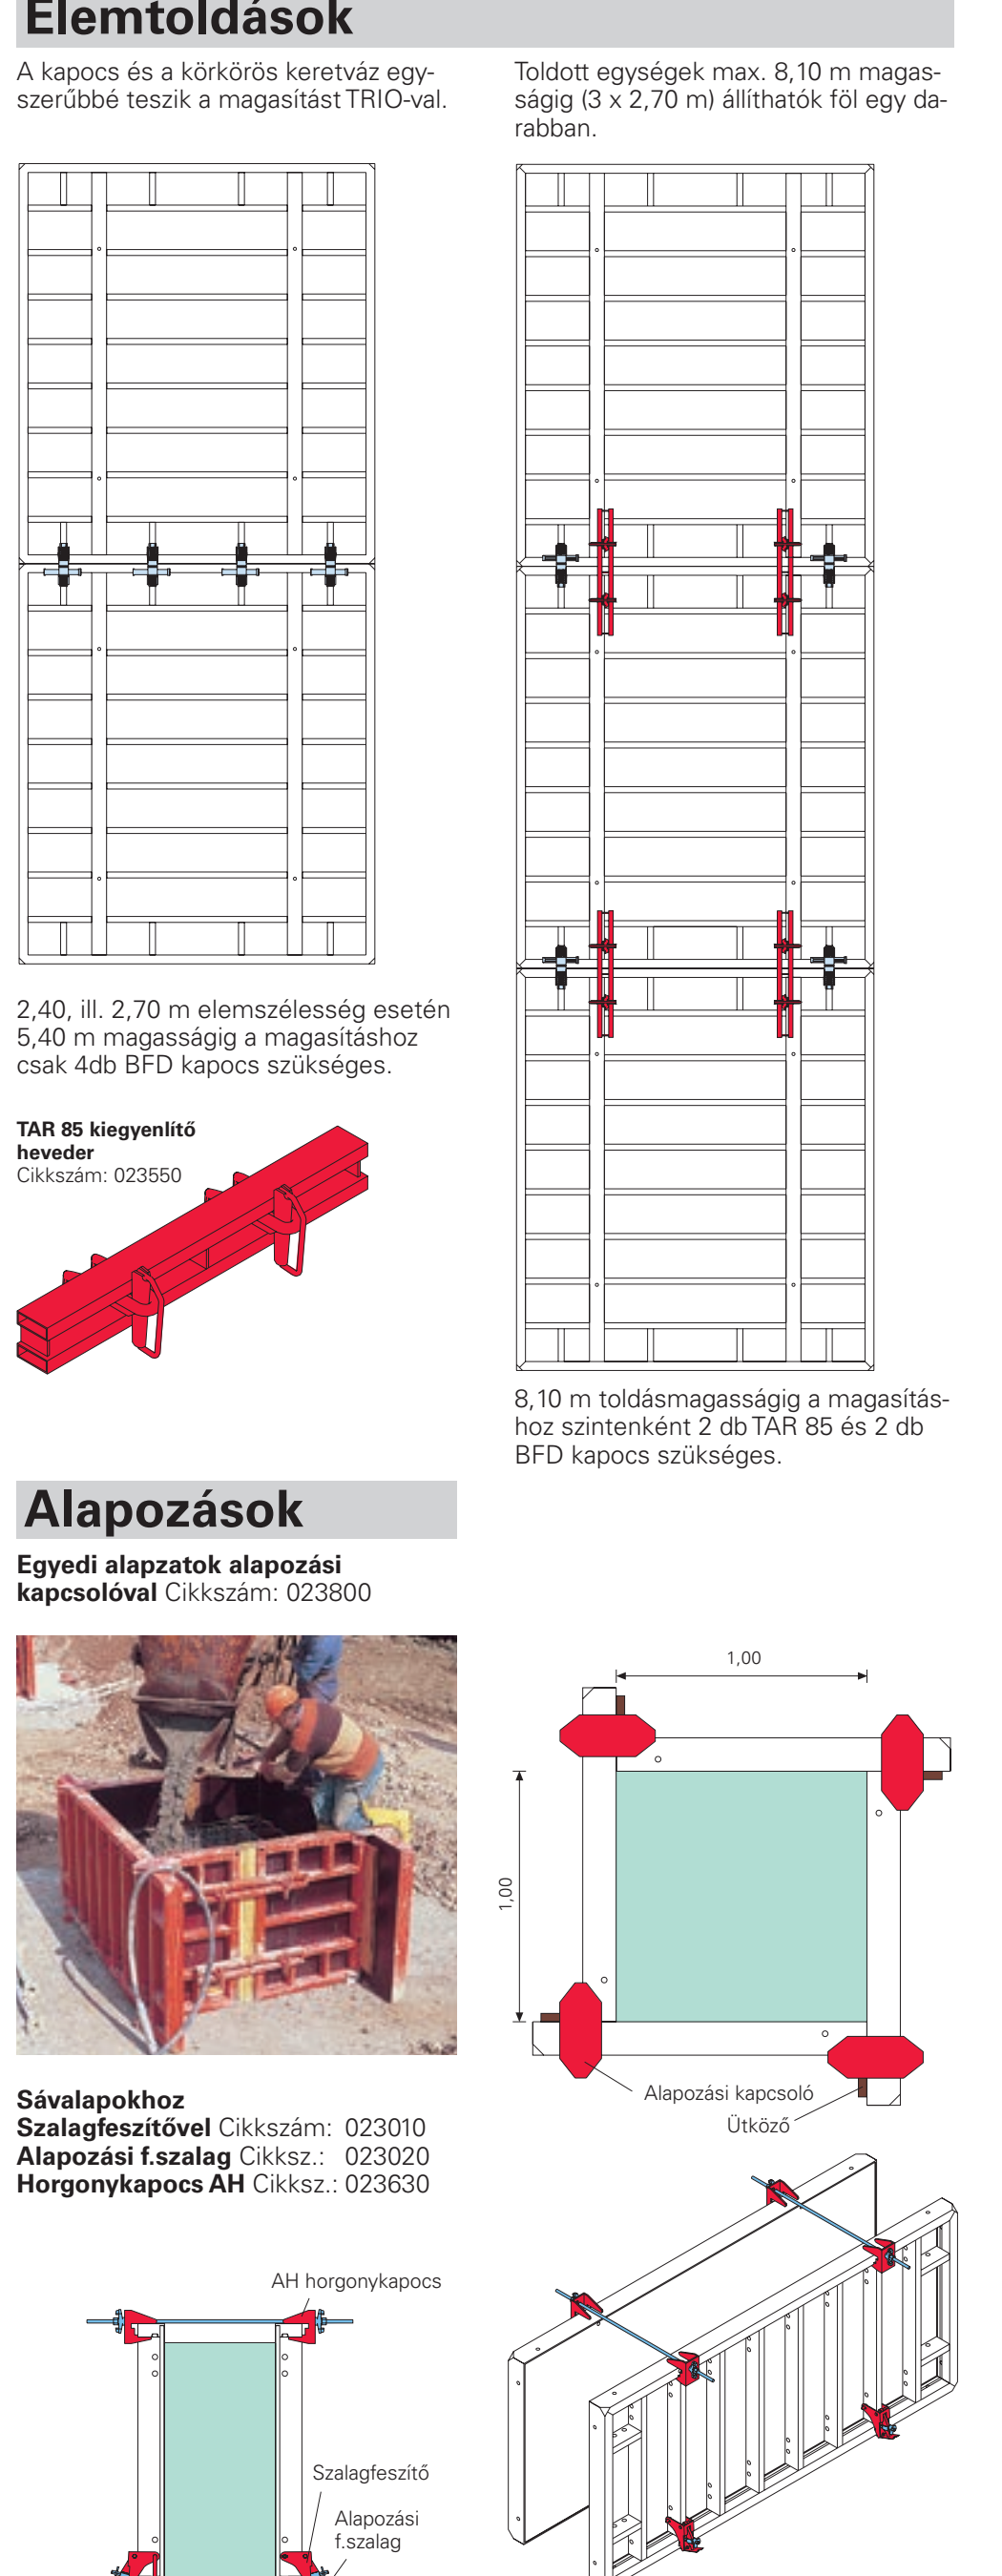 Elemtoldások
A kapocs és a körkörös keretváz egy-
szerűbbé teszik a magasítást TRIO-val.
Toldott egységek max. 8,10 m magas-
ságig (3 x 2,70 m) állíthatók föl egy da-
rabban.
2,40, ill. 2,70 m elemszélesség esetén
5,40 m magasságig a magasításhoz
csak 4db BFD kapocs szükséges.
TAR 85 kiegyenlítő
heveder
Cikkszám: 023550
8,10 m toldásmagasságig a magasítás-
hoz szintenként 2 db TAR 85 és 2 db
BFD kapocs szükséges.
Alapozások
Egyedi alapzatok alapozási
kapcsolóval Cikkszám: 023800
1,00
1,00
Alapozási kapcsoló
Ütköző
Sávalapokhoz
Szalagfeszítővel Cikkszám: 023010
Alapozási f.szalag Cikksz.: 023020
Horgonykapocs AH Cikksz.: 023630
AH horgonykapocs
Szalagfeszítő
Alapozási
f.szalag